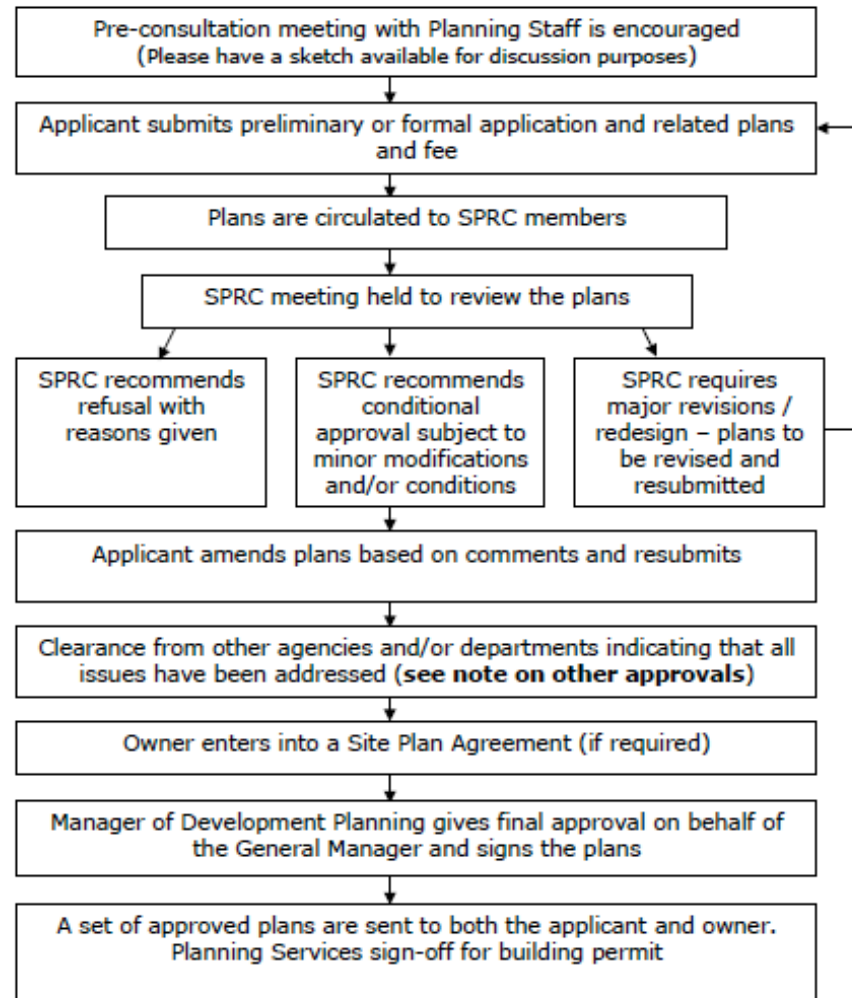 Pre-consultation meeting with Planning Staff is encouraged
(Please have a sketch available for discussion purposes)
Applicant submits preliminary or formal application and related plans
and fee
Plans are circulated to SPRC members
SPRC meeting held to review the plans
SPRC recommends
refusal with
reasons given
SPRC recommends
conditional
approval subject to
minor modifications
and/or conditions
SPRC requires
major revisions /
redesign – plans to
be revised and
resubmitted
Applicant amends plans based on comments and resubmits
Clearance from other agencies and/or departments indicating that all
issues have been addressed (see note on other approvals)
Owner enters into a Site Plan Agreement (if required)
Manager of Development Planning gives final approval on behalf of
the General Manager and signs the plans
A set of approved plans are sent to both the applicant and owner.
Planning Services sign-off for building permit